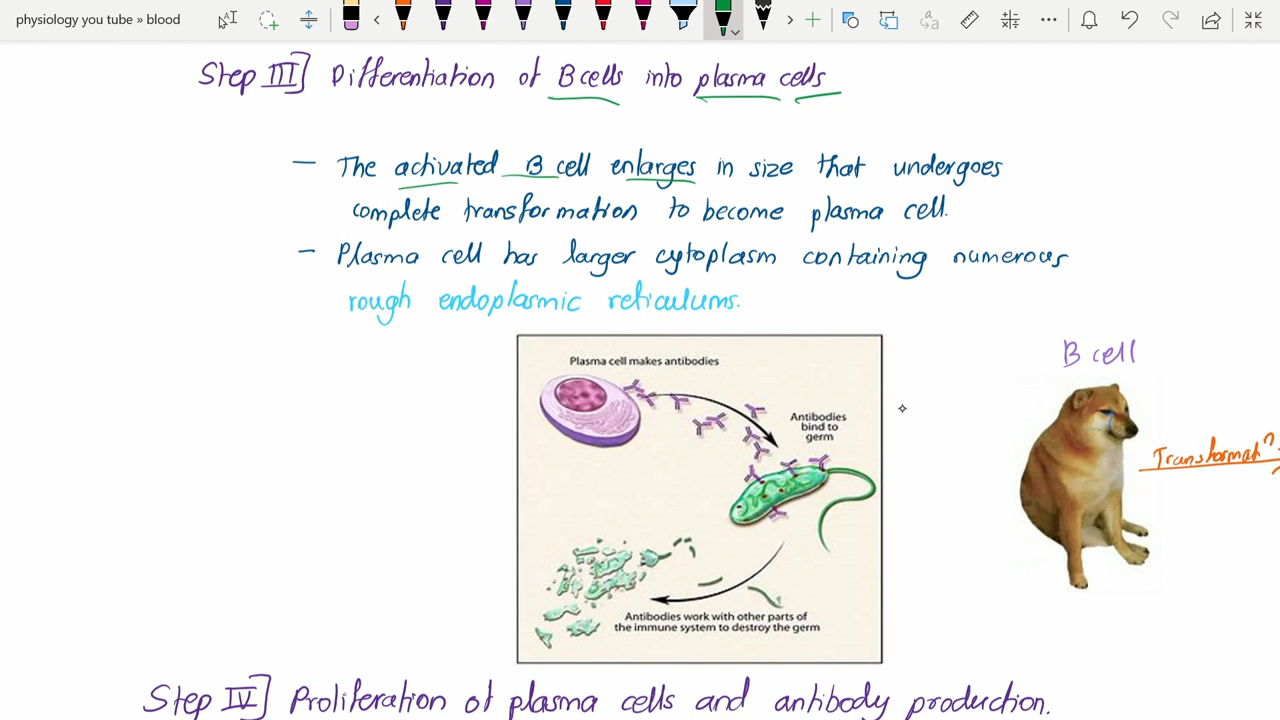 physiology you tube » blood
Step III] Differentiation of B cells into plasma cells
– The activated B cell enlarges in size that undergoes
complete transformation to become plasma cell.
– Plasma cell has larger cytoplasm containing numerous
rough endoplasmic reticulums.
Plasma cell makes antibodies
Antibodies
bind to
germ
Antibodies work with other parts of
the immune system to destroy the germ
B cell
Transformatn.
Step IV] Proliferation of plasma cells and antibody production.